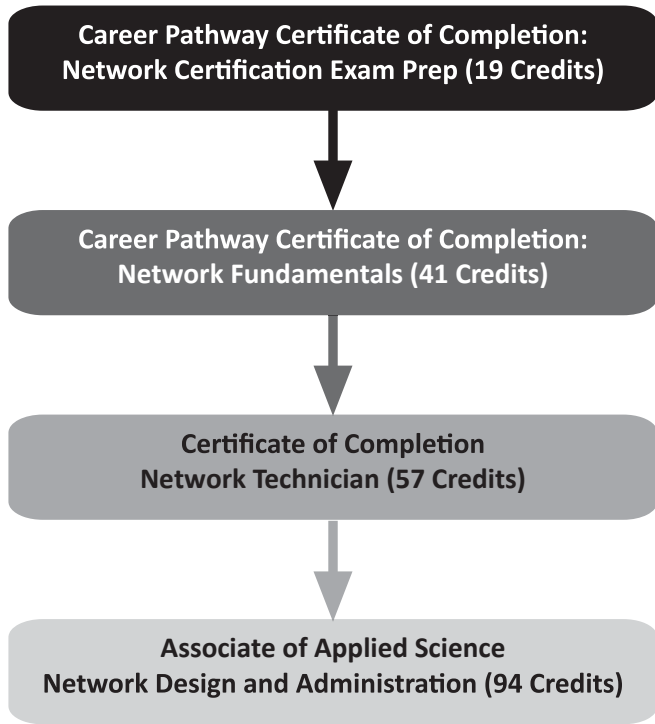 Career Pathway Certificate of Completion:
Network Certification Exam Prep (19 Credits)
Career Pathway Certificate of Completion:
Network Fundamentals (41 Credits)
Certificate of Completion
Network Technician (57 Credits)
Associate of Applied Science
Network Design and Administration (94 Credits)